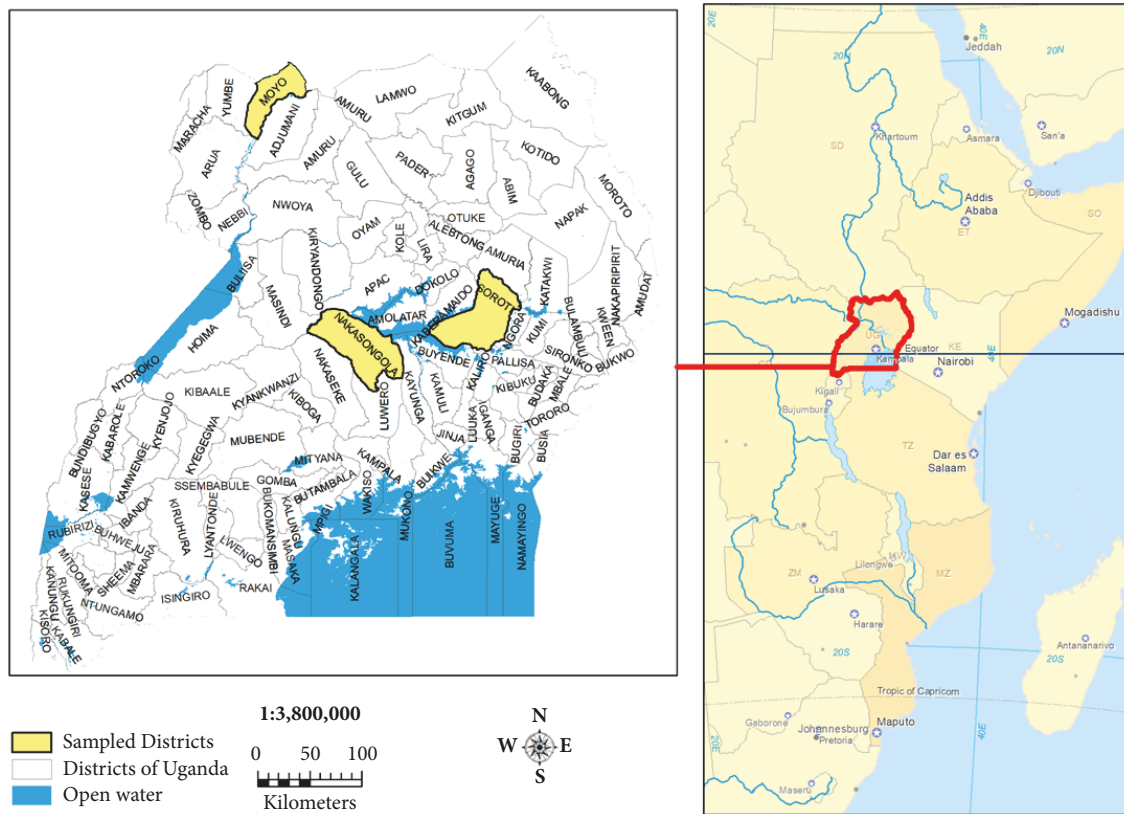 MOYO
YUMBE
MARACHA
ARUA
ADJUMANI
AMURU
LAMWO
KAABONG
KITGUM
AMURU
GULU
PADER
AGAGO
KOTIDO
ABIM
MOROTO
ZOMBO
NEBBI
NWOYA
OYAM
KOLE
LIRA
OTUKE
NAPAK
ALEBTONG
AMURIA
BULIISA
KIRYANDONGO
MASINDI
APAC
DOKOLO
SOROTI
KATAKWI
NAKAPIRIPIRIT
AMUDAT
AMOLATAR
KABERAMAIDO
NGORA
KUMI
BULAMBULI
KWEEN
HOIMA
NAKASONGOLA
BUYENDE
PALLISA
SIRONKO
BUKWO
NTOROKO
KIBAALE
KYANKWANZI
NAKASEKE
LUWERO
KAYUNGA
KAMULI
KALIRO
KIBUKU
BUDAKA
MBALE
BUNDIBUGYO
KABAROLE
KYENJOJO
KYEGEGWA
KIBOGA
MUBENDE
LUUKA
IGANGA
TORORO
JINJA
BUGIRI
BUSIA
KASESE
KAMWENGE
MITYANA
KAMPALA
BUIKWE
SSEMBABULE
GOMBA
BUTAMBALA
WAKISO
MUKONO
BUVUMA
MAYUGE
NAMAYINGO
RUBIRIZI
IBANDA
BUHWEJU
KIRUHURA
LYANTONDE
BUKOMANSIMBI
KALUNGU
MPIGI
MASAKA
LWENGO
KALANGALA
MITOOMA
SHEEMA
MBARARA
ISINGIRO
RAKAI
KANUNGU
RUKUNGIRI
NTUNGAMO
KISORO
KABALE
Sampled Districts
Districts of Uganda
Open water
1:3,800,000
0 50 100
Kilometers
N
W E
S
20E
40E
Jeddah
20N
20N
Khartoum
SD
Asmara
San'a
Djibouti
Addis
Ababa
ET
SO
Mogadishu
UG
KE
Equator
Kampala
40E
Nairobi
Kigali
Bujumbura
TZ
Dar es
Salaam
MW
Lilongwe
ZM
Lusaka
MZ
Harare
Antananarivo
20S
20S
Tropic of Capricorn
Gaborone
Johannesburg
Pretoria
Maputo
20E
40E
Maseru